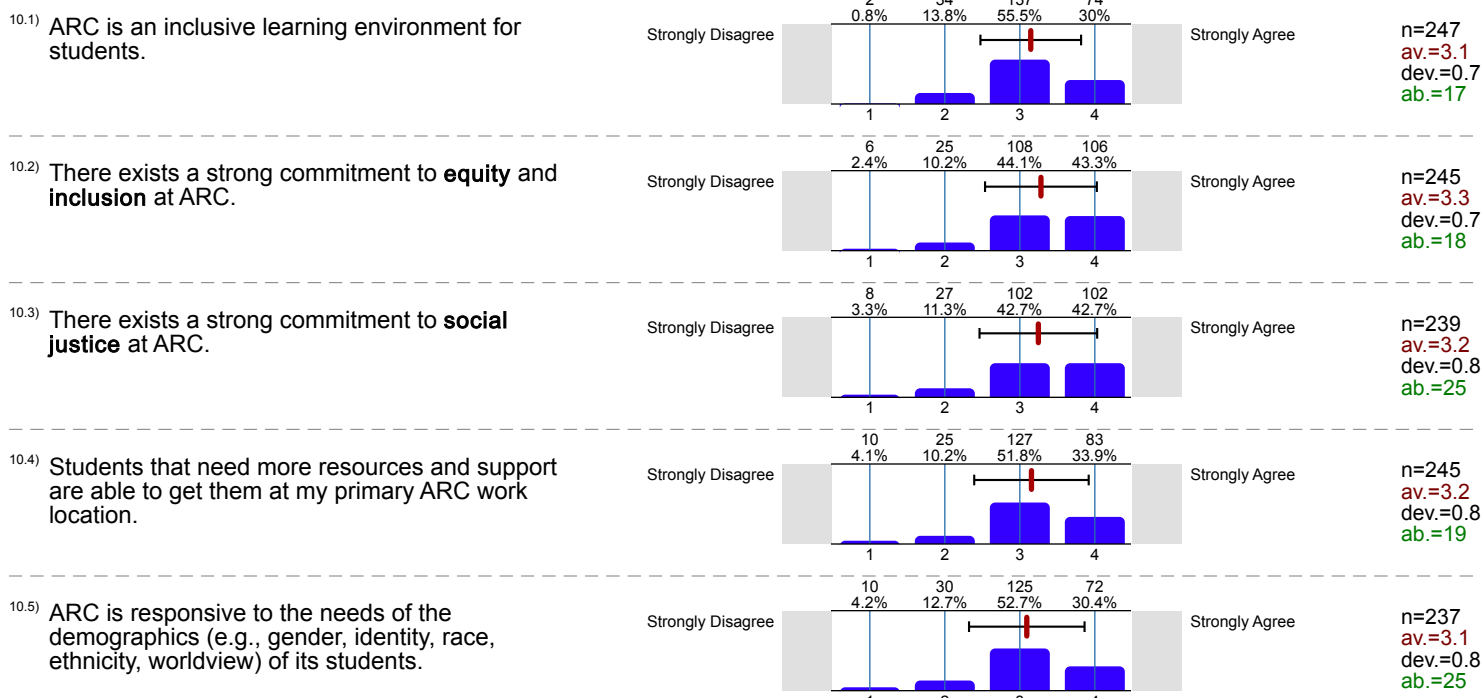 2 34 137 74
0.8% 13.8% 55.5% 30%
10.1) ARC is an inclusive learning environment for
students.
Strongly Disagree
Strongly Agree
n=247
av.=3.1
dev.=0.7
ab.=17
1 2 3 4
6 25 108 106
2.4% 10.2% 44.1% 43.3%
10.2) There exists a strong commitment to equity and
inclusion at ARC.
Strongly Disagree
Strongly Agree
n=245
av.=3.3
dev.=0.7
ab.=18
1 2 3 4
8 27 102 102
3.3% 11.3% 42.7% 42.7%
10.3) There exists a strong commitment to social
justice at ARC.
Strongly Disagree
Strongly Agree
n=239
av.=3.2
dev.=0.8
ab.=25
1 2 3 4
10 25 127 83
4.1% 10.2% 51.8% 33.9%
10.4) Students that need more resources and support
are able to get them at my primary ARC work
location.
Strongly Disagree
Strongly Agree
n=245
av.=3.2
dev.=0.8
ab.=19
1 2 3 4
10 30 125 72
4.2% 12.7% 52.7% 30.4%
10.5) ARC is responsive to the needs of the
demographics (e.g., gender, identity, race,
ethnicity, worldview) of its students.
Strongly Disagree
Strongly Agree
n=237
av.=3.1
dev.=0.8
ab.=25